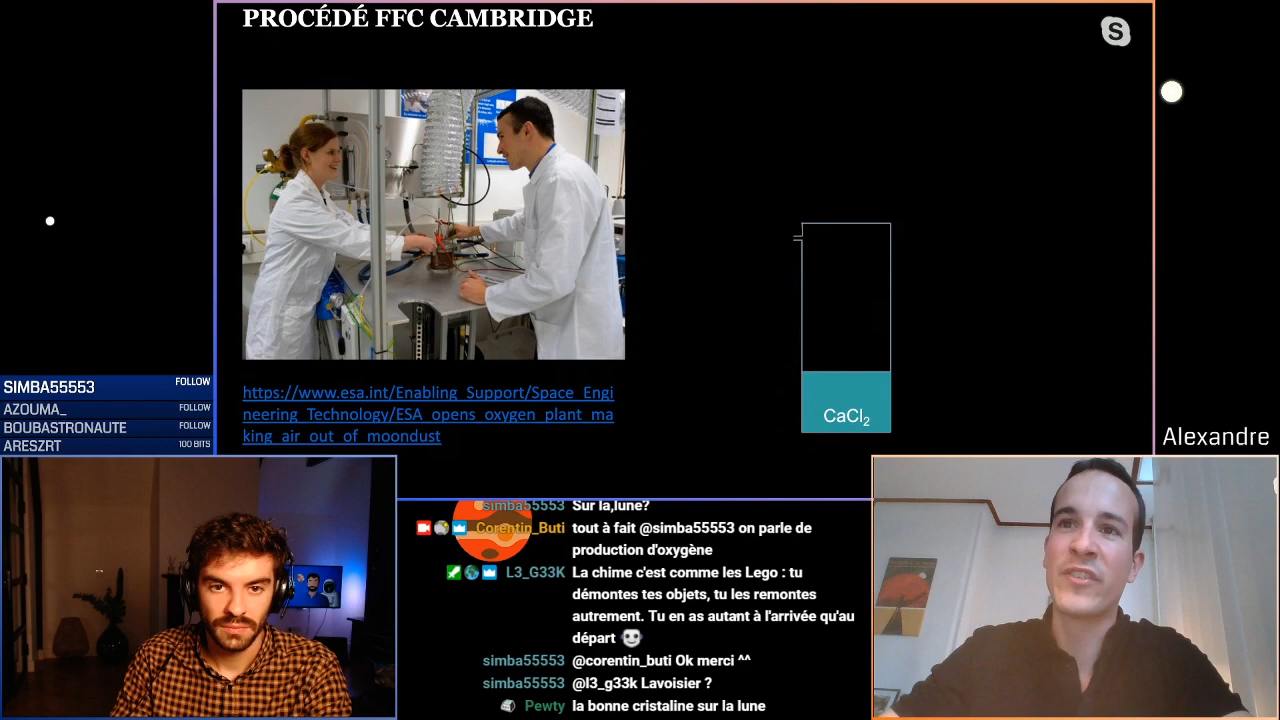 PROCÉDÉ FFC CAMBRIDGE
S
https://www.esa.int/Enabling_Support/Space_Engi
neering_Technology/ESA_opens_oxygen_plant_ma
king_air_out_of_moondust
CaCl2
SIMBA55553 FOLLOW
AZOUMA_ FOLLOW
BOUBASTRONAUTE FOLLOW
ARESZRT 100 BITS
Alexandre
simba55553 Sur la,lune?
Corentin_Buti tout à fait @simba55553 on parle de
production d'oxygène
L3_G33K La chime c'est comme les Lego : tu
démontes tes objets, tu les remontes
autrement. Tu en as autant à l'arrivée qu'au
départ
simba55553 @corentin_buti Ok merci ^^
simba55553 @l3_g33k Lavoisier ?
Pewty la bonne cristaline sur la lune